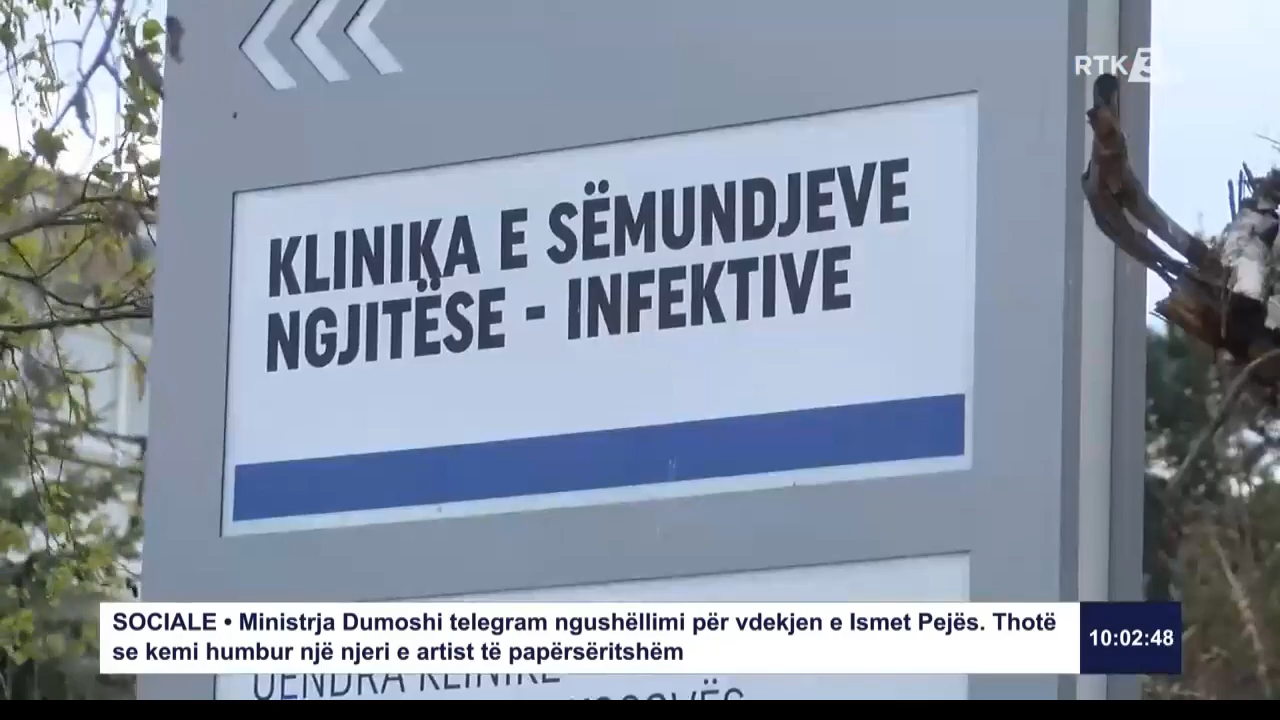 RTK 3
KLINIKA E SËMUNDJEVE
NGJITËSE - INFEKTIVE
SOCIALE • Ministrja Dumoshi telegram ngushëllimi për vdekjen e Ismet Pejës. Thotë
se kemi humbur një njeri e artist të papërsëritshëm
10:02:48
KLINIKE